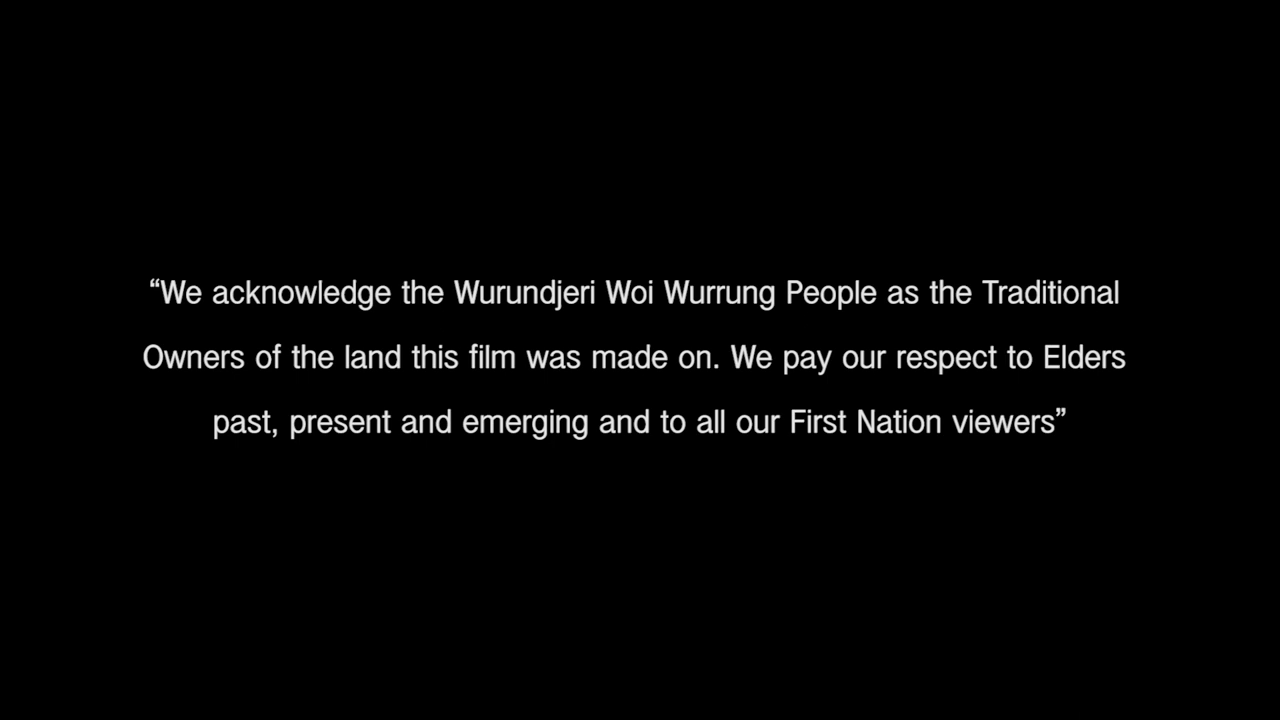 “We acknowledge the Wurundjeri Woi Wurrung People as the Traditional
Owners of the land this film was made on. We pay our respect to Elders
past, present and emerging and to all our First Nation viewers”